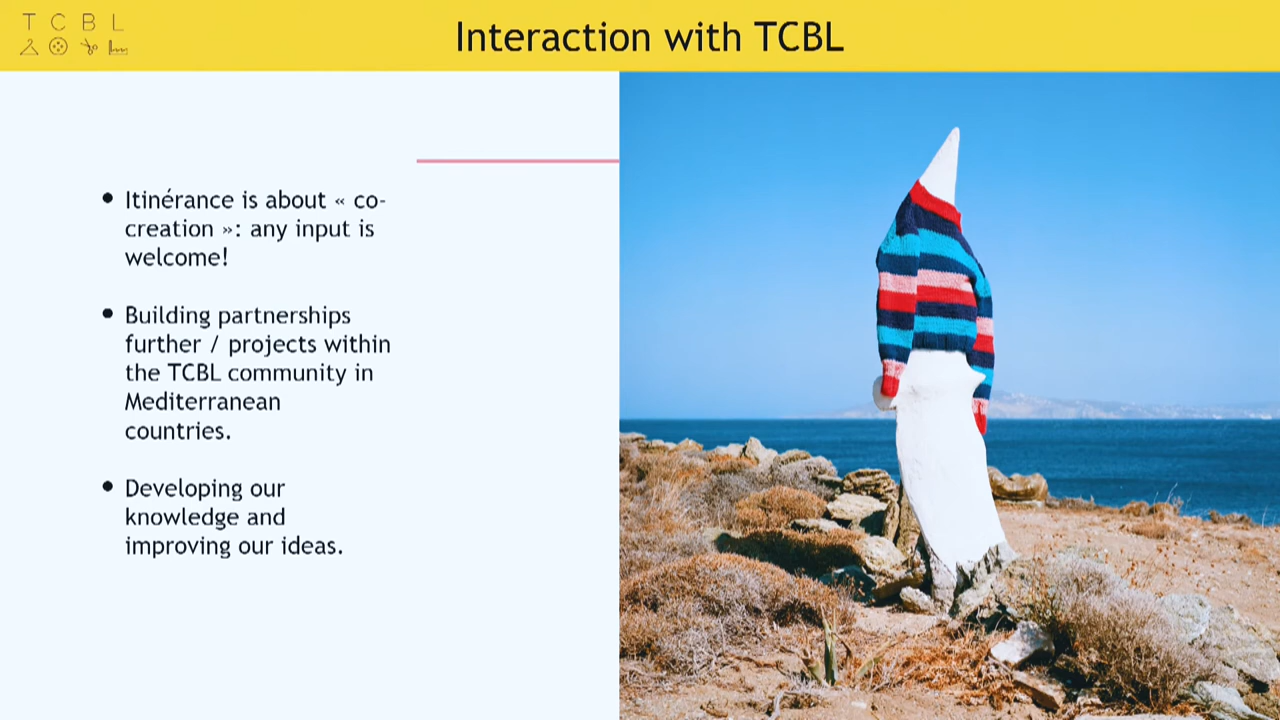 T C B L
Interaction with TCBL
• Itinérance is about « co-
creation »: any input is
welcome!
• Building partnerships
further / projects within
the TCBL community in
Mediterranean
countries.
• Developing our
knowledge and
improving our ideas.